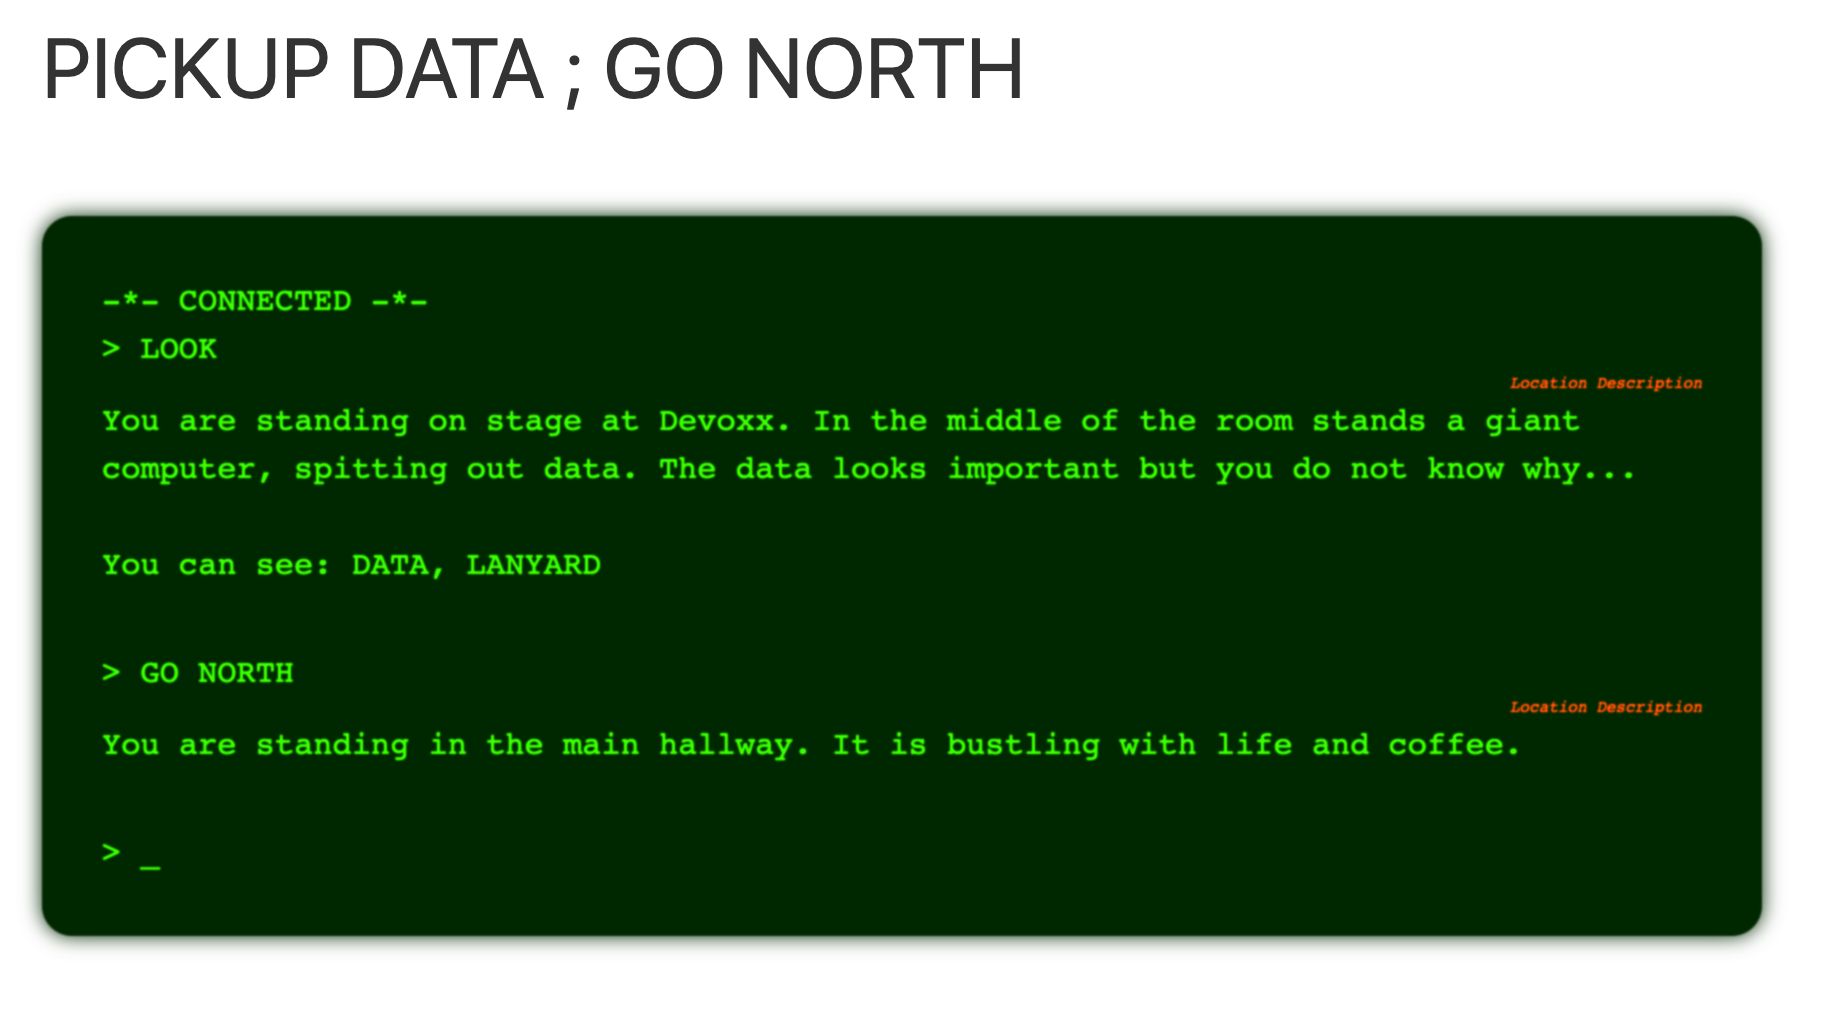 PICKUP DATA ; GO NORTH
-*- CONNECTED -*-
> LOOK
Location Description
You are standing on stage at Devoxx. In the middle of the room stands a giant
computer, spitting out data. The data looks important but you do not know why...
You can see: DATA, LANYARD
> GO NORTH
Location Description
You are standing in the main hallway. It is bustling with life and coffee.
> _